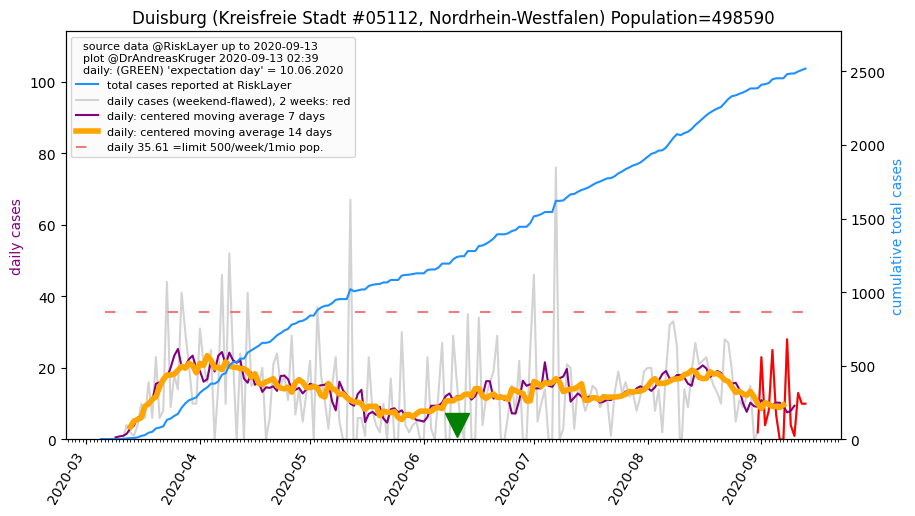 Duisburg (Kreisfreie Stadt #05112, Nordrhein-Westfalen) Population=498590
source data @RiskLayer up to 2020-09-13
plot @DrAndreasKruger 2020-09-13 02:39
daily: (GREEN) 'expectation day' = 10.06.2020
total cases reported at RiskLayer
daily cases (weekend-flawed), 2 weeks: red
daily: centered moving average 7 days
daily: centered moving average 14 days
daily 35.61 =limit 500/week/1mio pop.
daily cases
100
80
60
40
20
0
cumulative total cases
2500
2000
1500
1000
500
0
2020-03
2020-04
2020-05
2020-06
2020-07
2020-08
2020-09